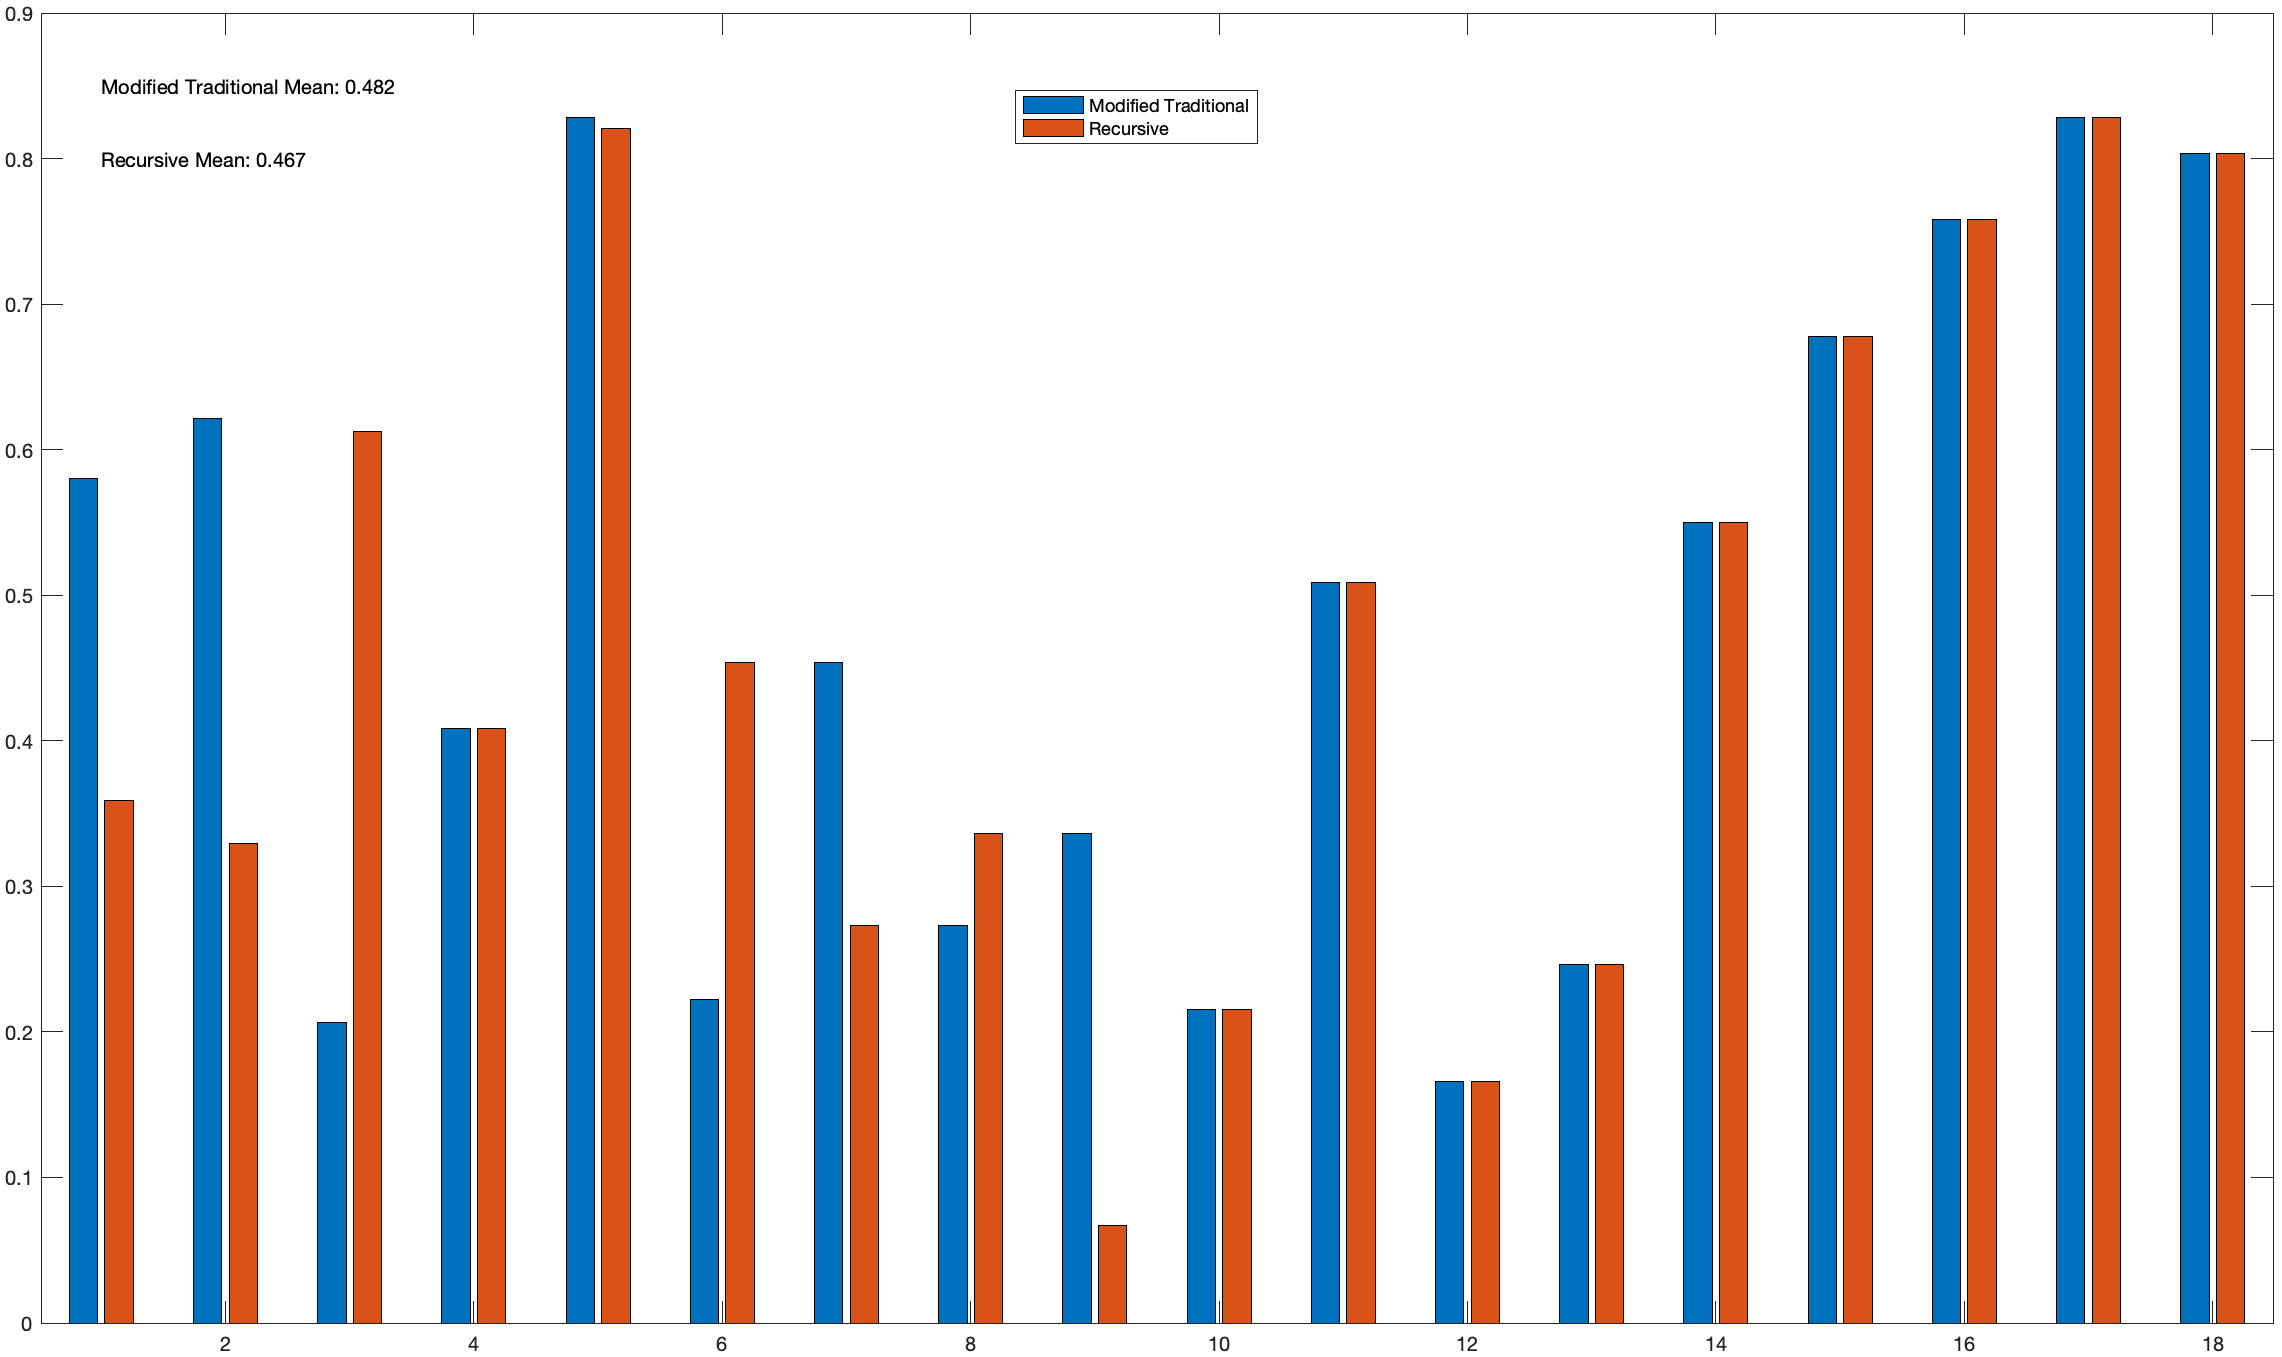 0.9
Modified Traditional Mean: 0.482
Modified Traditional
Recursive
0.8
Recursive Mean: 0.467
0.7
0.6
0.5
0.4
0.3
0.2
0.1
0
2 4 6 8 10 12 14 16 18